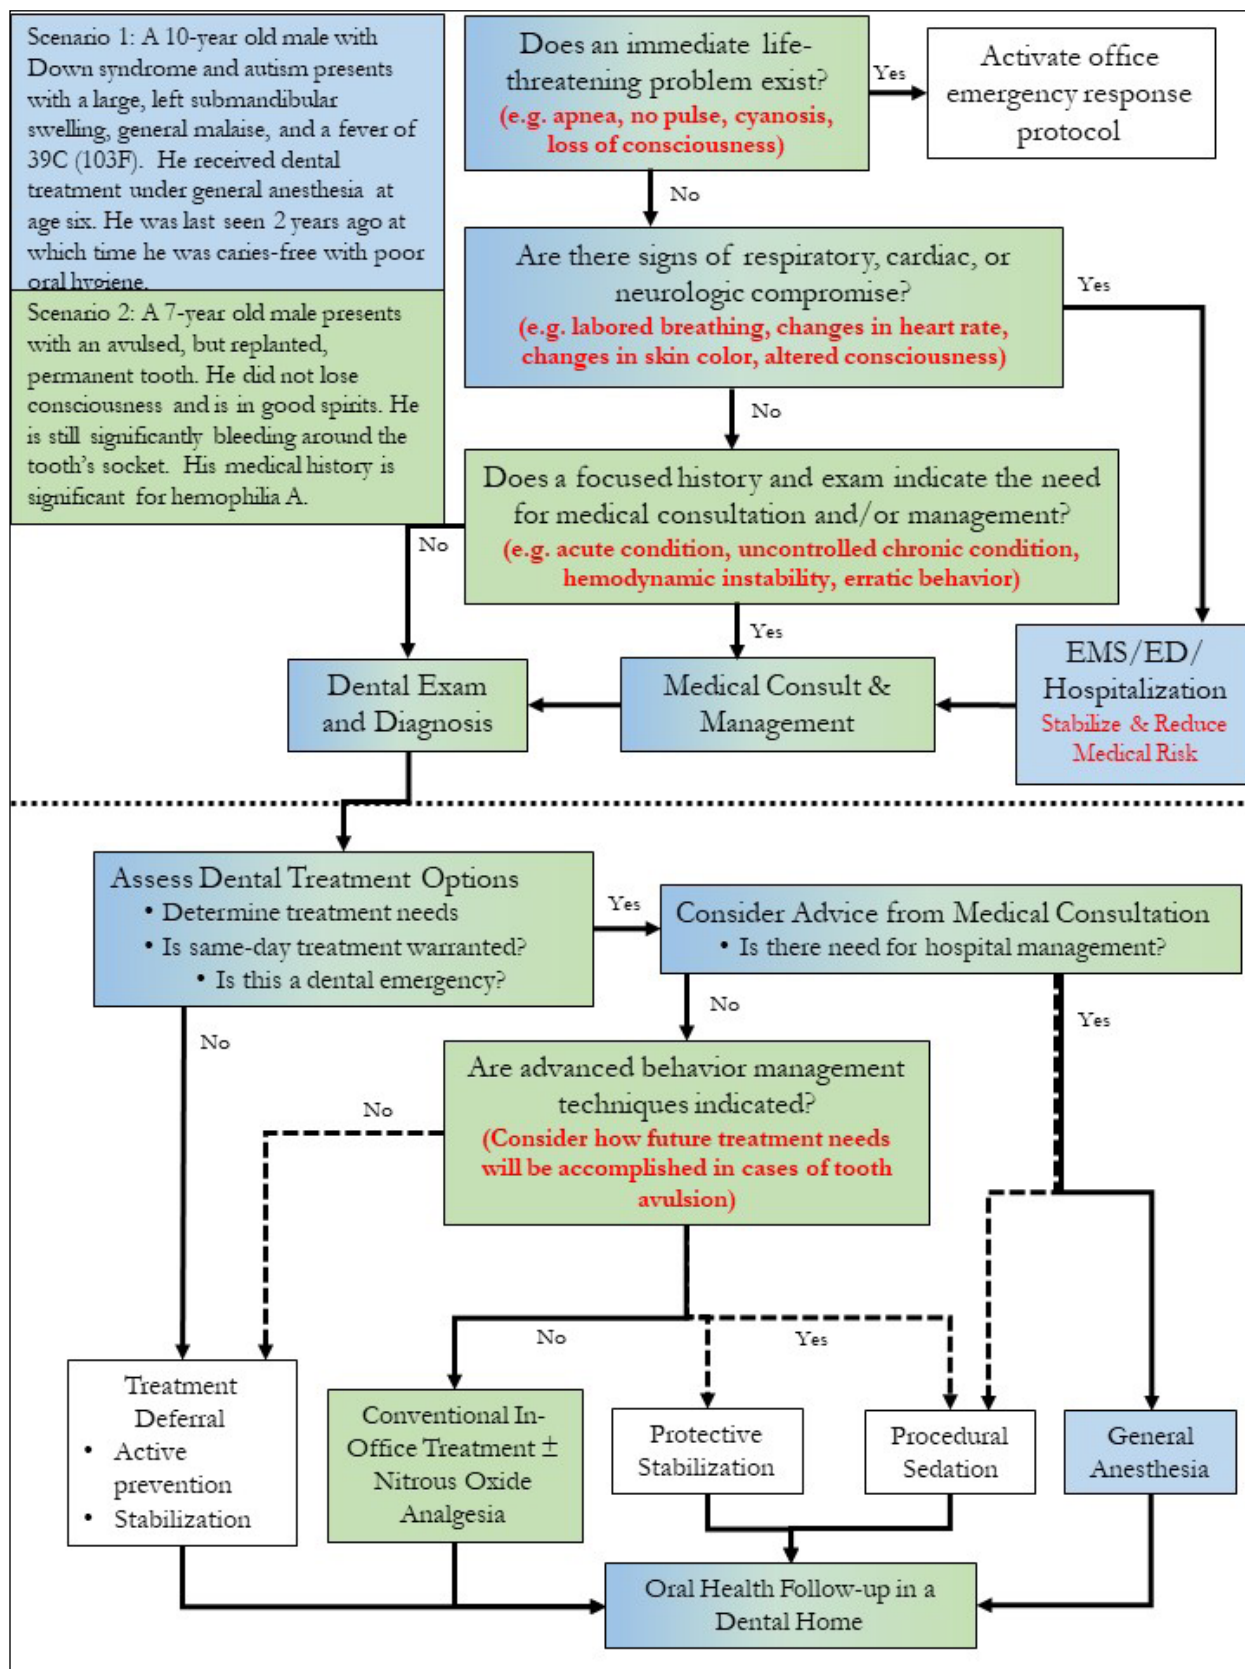 Scenario 1: A 10-year old male with
Down syndrome and autism presents
with a large, left submandibular
swelling, general malaise, and a fever of
39C (103F). He received dental
treatment under general anesthesia at
age six. He was last seen 2 years ago at
which time he was caries-free with poor
oral hygiene.
Scenario 2: A 7-year old male presents
with an avulsed, but replanted,
permanent tooth. He did not lose
consciousness and is in good spirits. He
is still significantly bleeding around the
tooth's socket. His medical history is
significant for hemophilia A.
Does an immediate life-
threatening problem exist?
(e.g. apnea, no pulse, cyanosis,
loss of consciousness)
Yes
Activate office
emergency response
protocol
No
Are there signs of respiratory, cardiac, or
neurologic compromise?
(e.g. labored breathing, changes in heart rate,
changes in skin color, altered consciousness)
Yes
No
Does a focused history and exam indicate the need
for medical consultation and/or management?
(e.g. acute condition, uncontrolled chronic condition,
hemodynamic instability, erratic behavior)
No
Yes
EMS/ED/
Hospitalization
Stabilize & Reduce
Medical Risk
Medical Consult &
Management
Dental Exam
and Diagnosis
Assess Dental Treatment Options
• Determine treatment needs
• Is same-day treatment warranted?
• Is this a dental emergency?
Yes
Consider Advice from Medical Consultation
• Is there need for hospital management?
No
No
Yes
Are advanced behavior management
techniques indicated?
(Consider how future treatment needs
will be accomplished in cases of tooth
avulsion)
No
No
Yes
Treatment
Deferral
• Active
prevention
• Stabilization
Conventional In-
Office Treatment ±
Nitrous Oxide
Analgesia
Protective
Stabilization
Procedural
Sedation
General
Anesthesia
Oral Health Follow-up in a
Dental Home